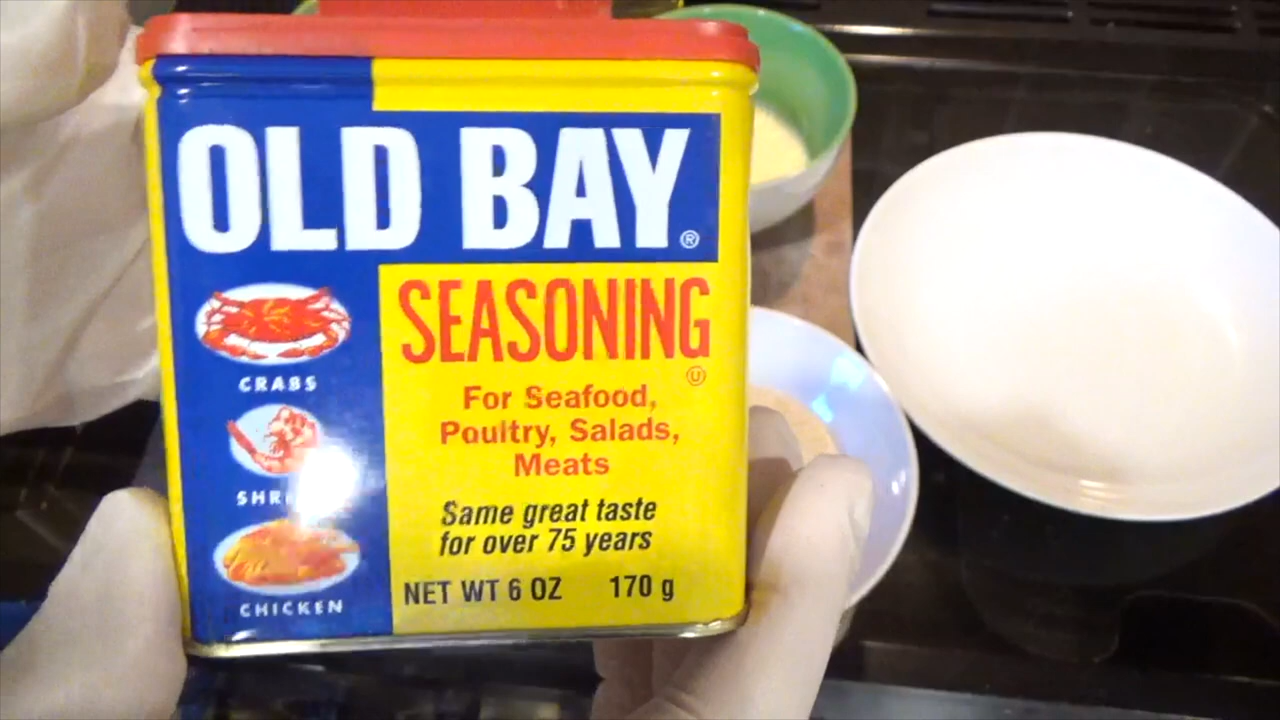 OLD BAY®
SEASONING
U
For Seafood,
Poultry, Salads,
Meats
Same great taste
for over 75 years
NET WT 6 OZ 170 g
CRABS
CHICKEN